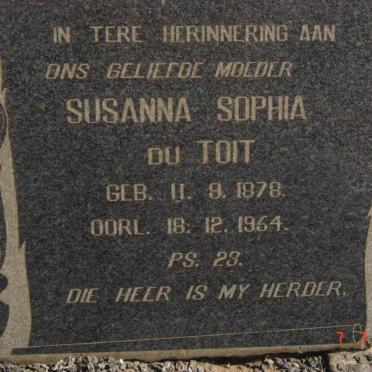 IN TERE HERINNERING AAN
ONS GELIEFDE MOEDER
SUSANNA SOPHIA
DU TOIT
GEB. 11. 9. 1878.
OORL. 18. 12. 1964.
PS. 23.
DIE HEER IS MY HERDER.